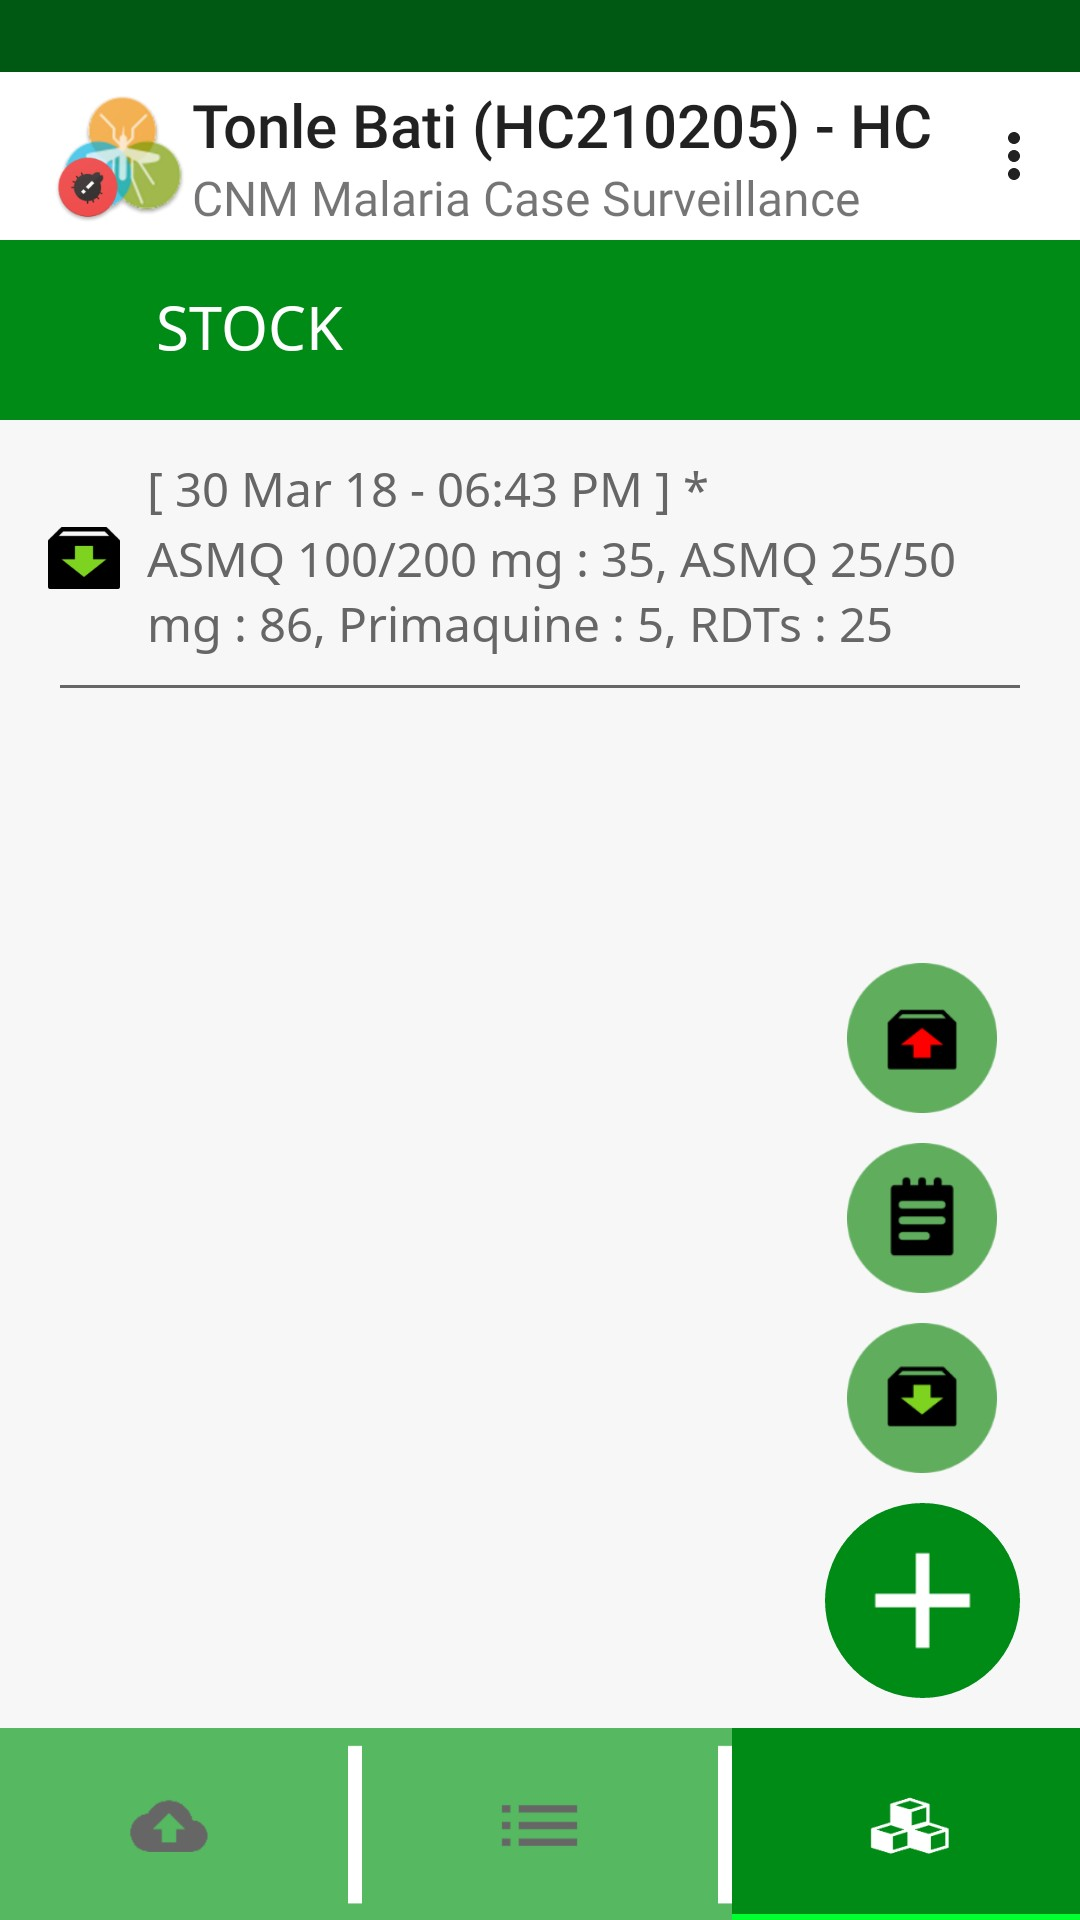 Tonle Bati (HC210205) - HC
CNM Malaria Case Surveillance
STOCK
[ 30 Mar 18 - 06:43 PM ] *
ASMQ 100/200 mg : 35, ASMQ 25/50
mg : 86, Primaquine : 5, RDTs : 25